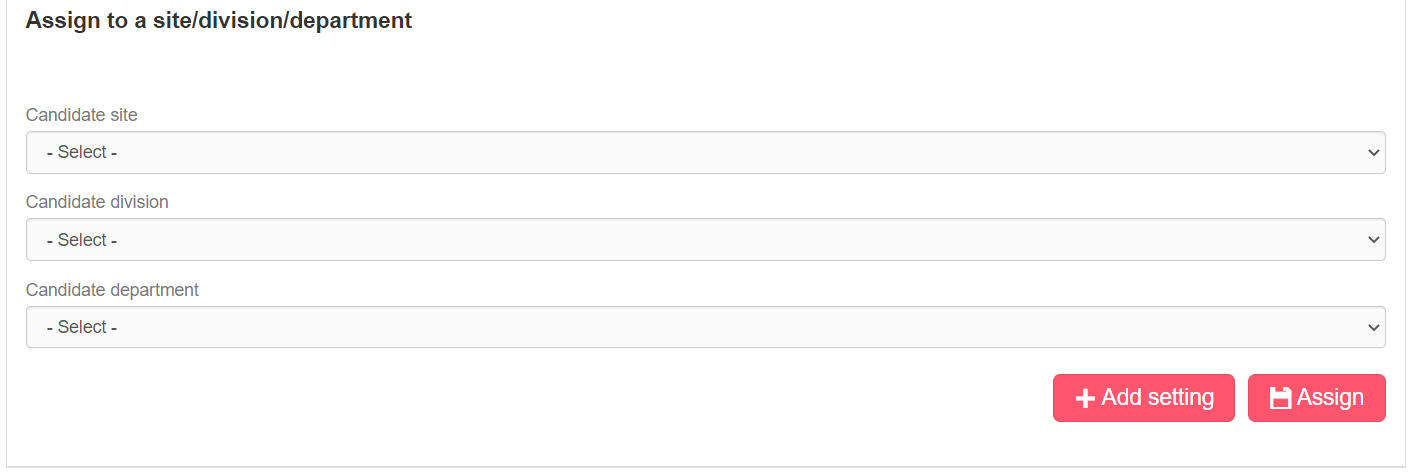 Assign to a site/division/department
Candidate site
- Select -
Candidate division
- Select -
Candidate department
- Select -
Add setting
Assign